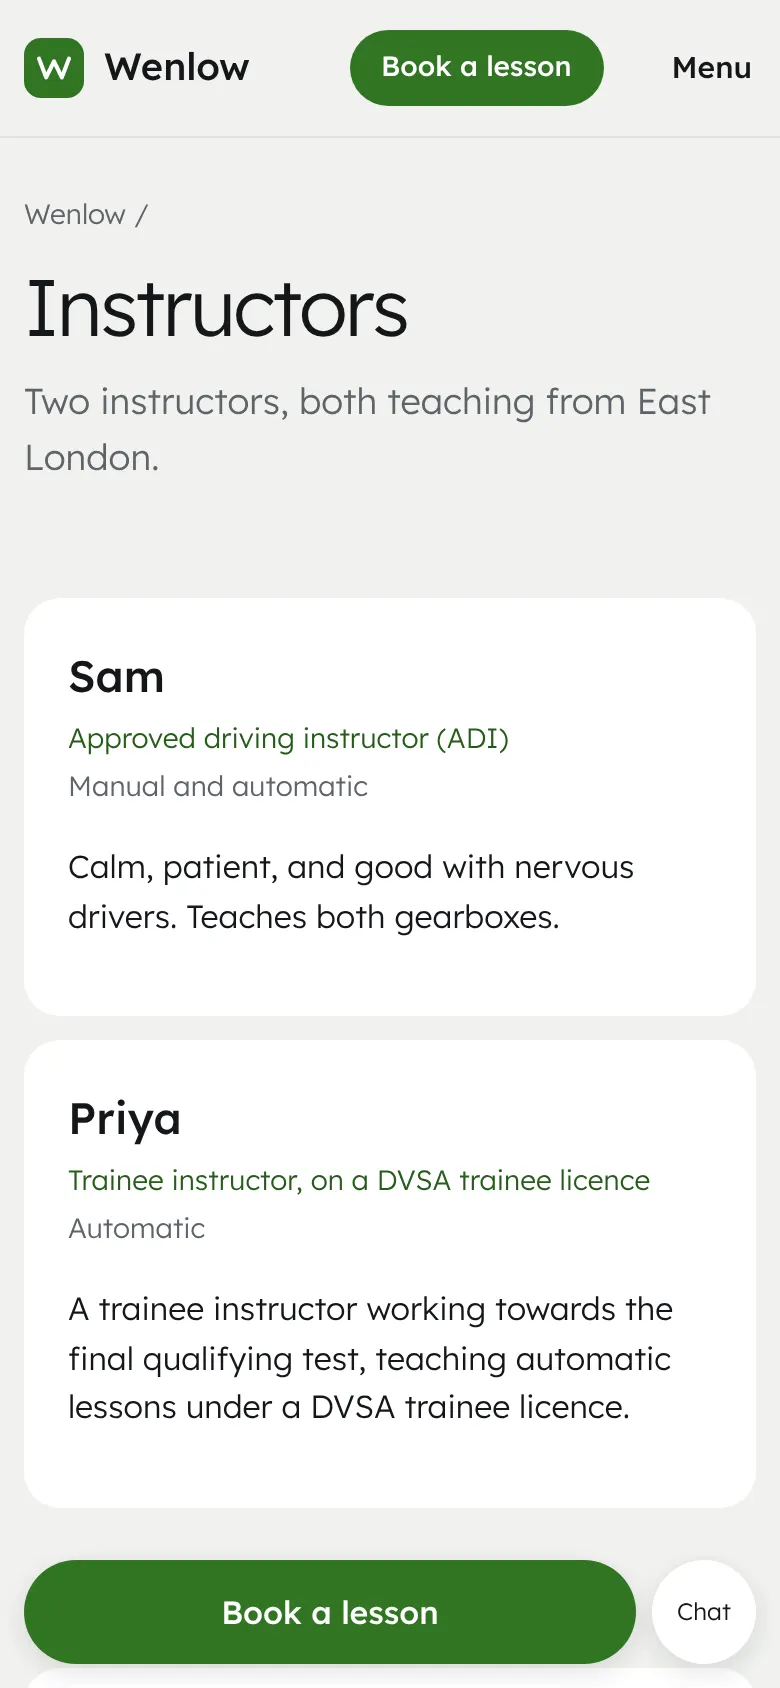 W Wenlow
Book a lesson
Menu
Wenlow /
Instructors
Two instructors, both teaching from East
London.
Sam
Approved driving instructor (ADI)
Manual and automatic
Calm, patient, and good with nervous
drivers. Teaches both gearboxes.
Priya
Trainee instructor, on a DVSA trainee licence
Automatic
A trainee instructor working towards the
final qualifying test, teaching automatic
lessons under a DVSA trainee licence.
Book a lesson
Chat